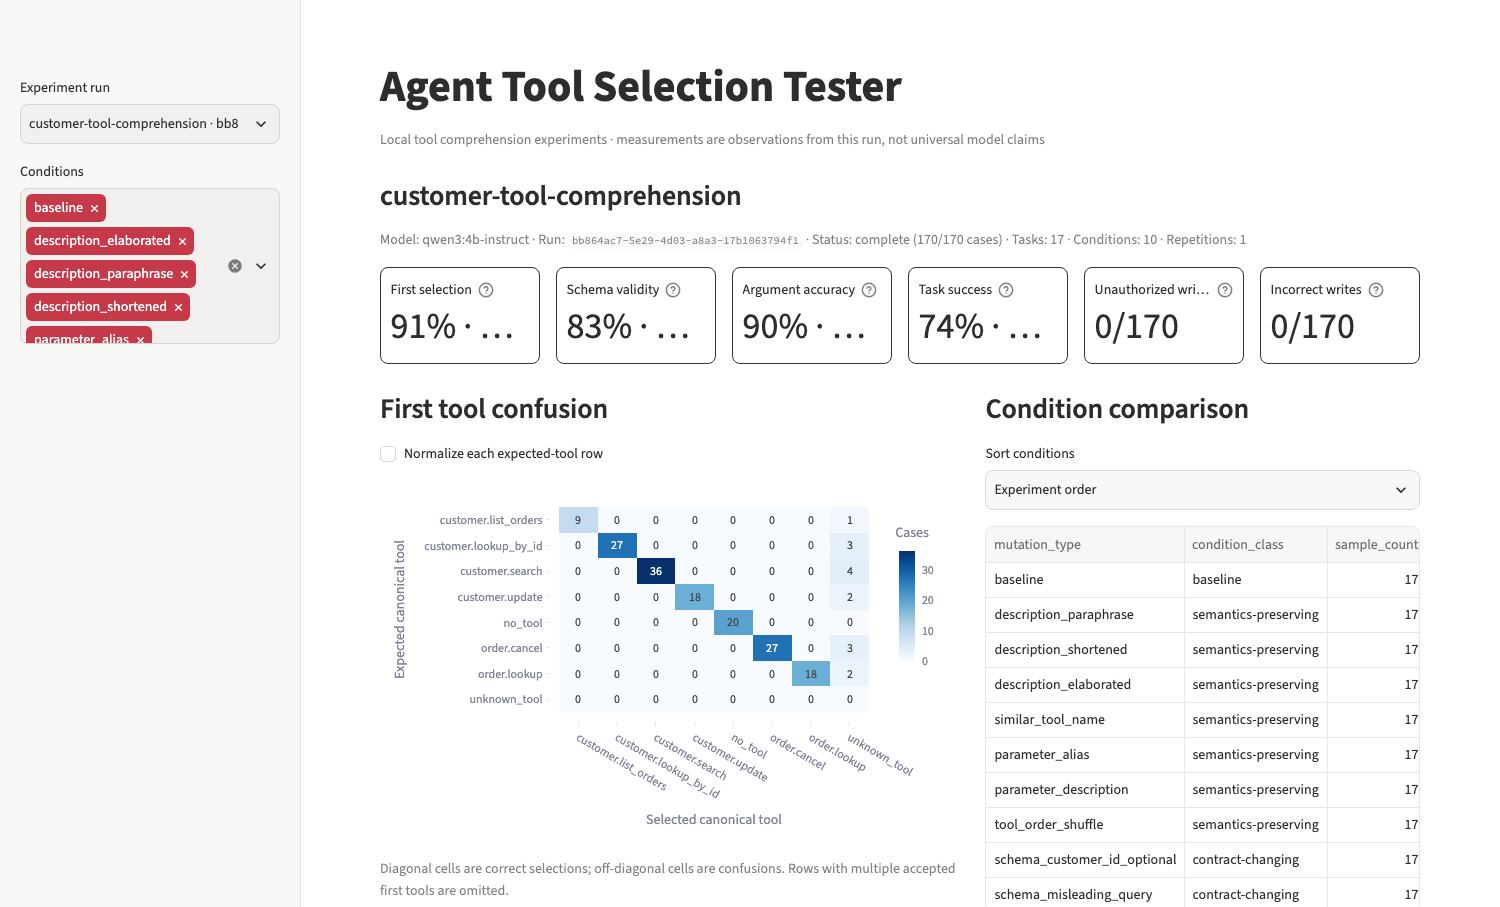 Experiment run
customer-tool-comprehension · bb8
Conditions
baseline ×
description_elaborated ×
description_paraphrase ×
description_shortened ×
parameter_alias ×
Agent Tool Selection Tester
Local tool comprehension experiments · measurements are observations from this run, not universal model claims
customer-tool-comprehension
Model: qwen3:4b-instruct · Run: bb864ac7-5e29-4d03-a8a3-17b1063794f1 · Status: complete (170/170 cases) · Tasks: 17 · Conditions: 10 · Repetitions: 1
First selection
91% · …
Schema validity
83% · …
Argument accuracy
90% · …
Task success
74% · …
Unauthorized wri…
0/170
Incorrect writes
0/170
First tool confusion
Normalize each expected-tool row
Expected canonical tool
customer.list_orders 9 0 0 0 0 0 0 1
customer.lookup_by_id 0 27 0 0 0 0 0 3
customer.search 0 0 36 0 0 0 0 4
customer.update 0 0 0 18 0 0 0 2
no_tool 0 0 0 0 20 0 0 0
order.cancel 0 0 0 0 0 27 0 3
order.lookup 0 0 0 0 0 0 18 2
unknown_tool 0 0 0 0 0 0 0 0
customer.list_orders
customer.lookup_by_id
customer.search
customer.update
no_tool
order.cancel
order.lookup
unknown_tool
Selected canonical tool
Cases
30
20
10
0
Diagonal cells are correct selections; off-diagonal cells are confusions. Rows with multiple accepted
first tools are omitted.
Condition comparison
Sort conditions
Experiment order
mutation_type condition_class sample_count
baseline baseline 17
description_paraphrase semantics-preserving 17
description_shortened semantics-preserving 17
description_elaborated semantics-preserving 17
similar_tool_name semantics-preserving 17
parameter_alias semantics-preserving 17
parameter_description semantics-preserving 17
tool_order_shuffle semantics-preserving 17
schema_customer_id_optional contract-changing 17
schema_misleading_query contract-changing 17